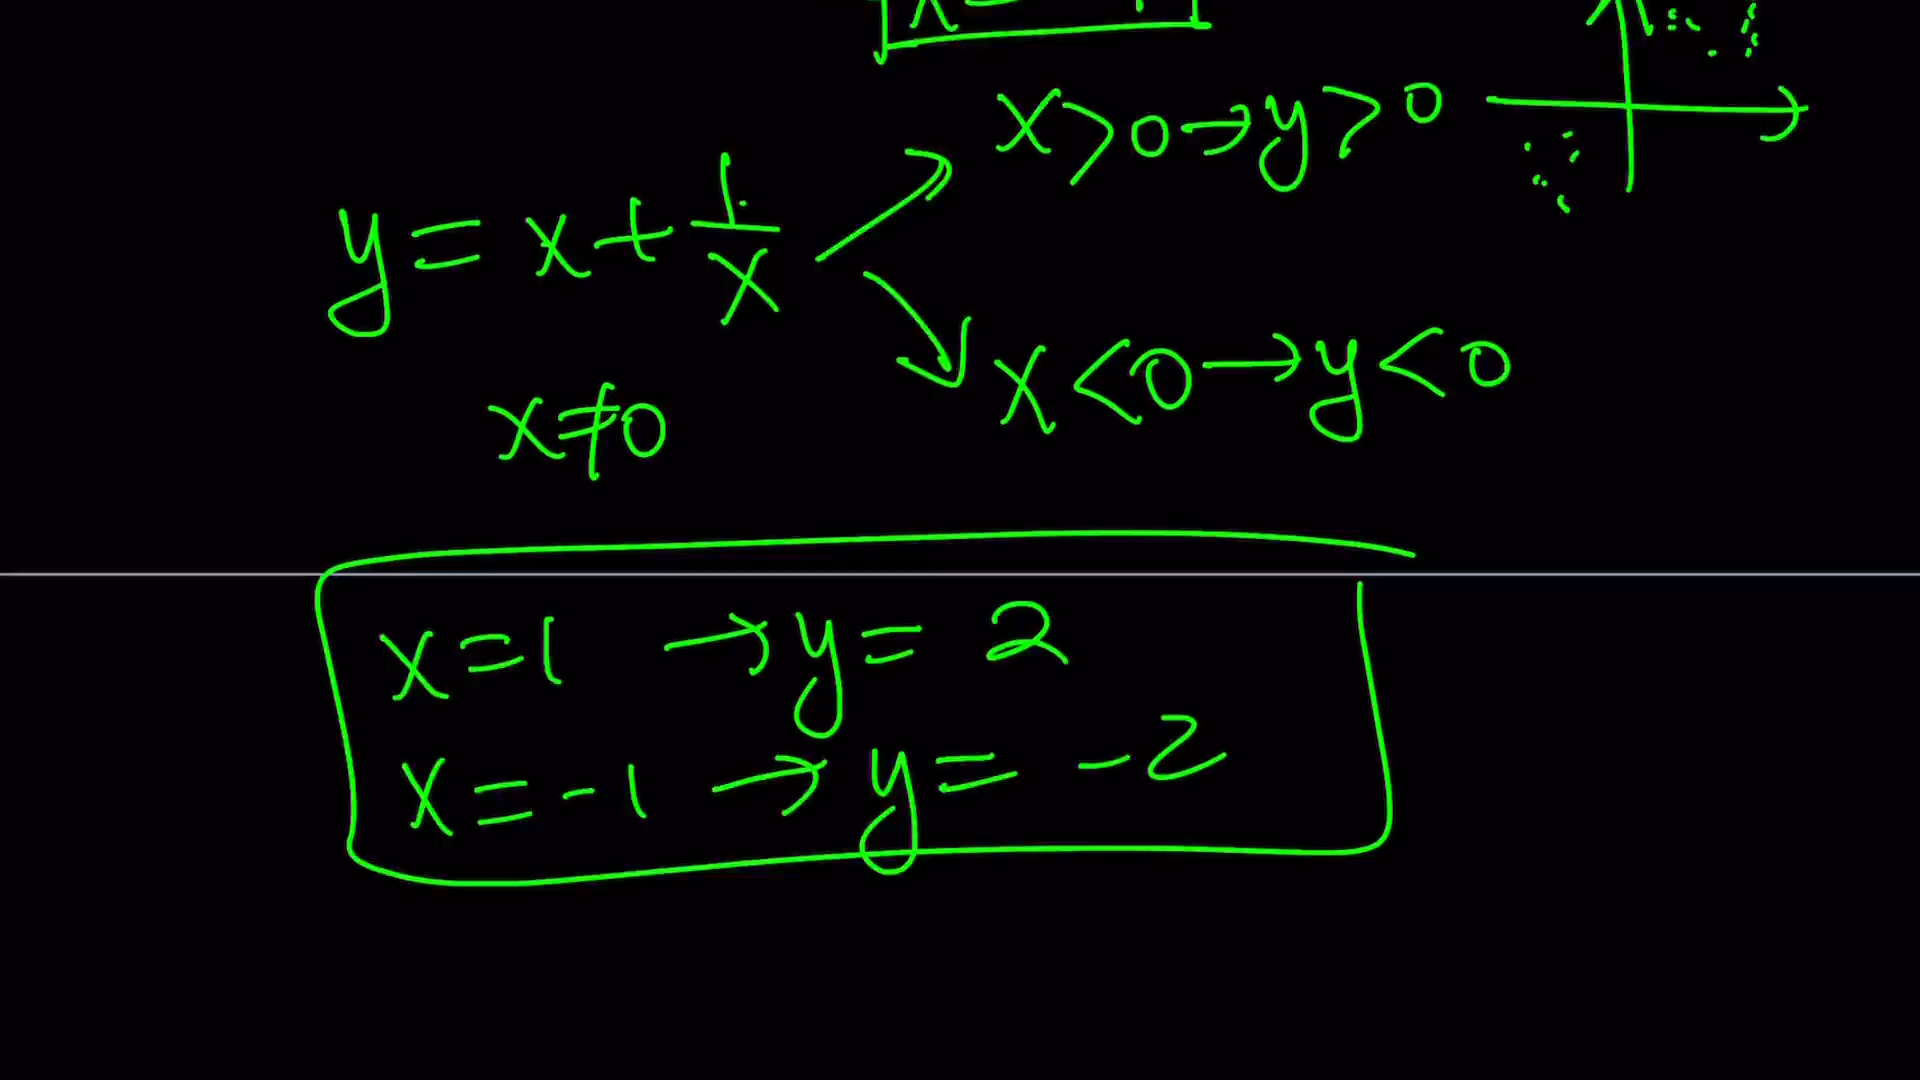 x>0→y>0
y = x + 1/x
x<0→y<0
x≠0
x=1 →y= 2
x=-1 →y= -2